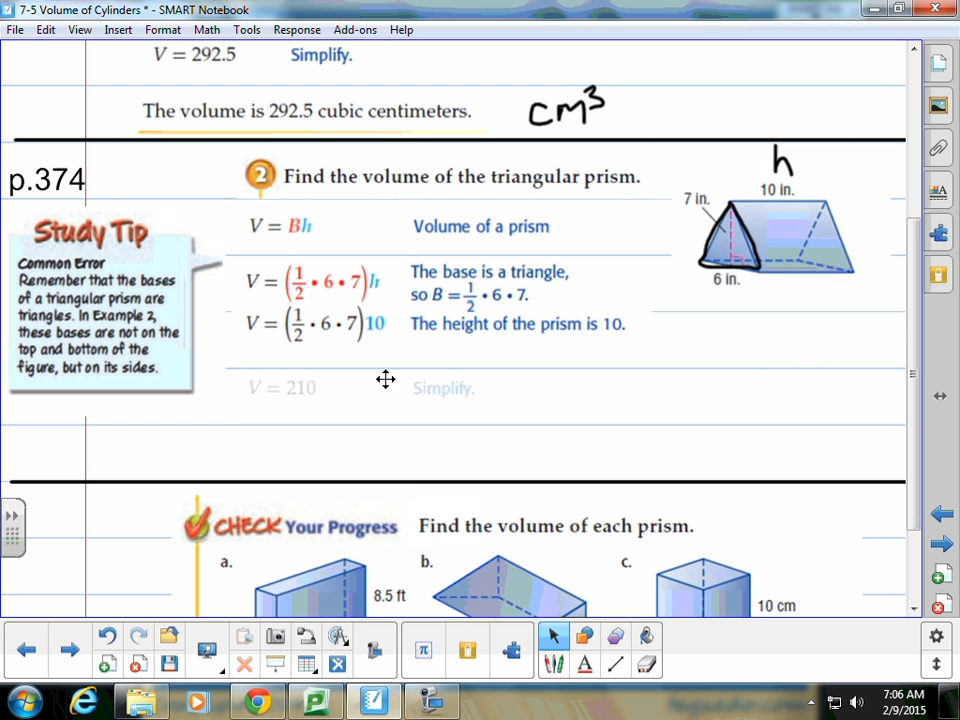 7-5 Volume of Cylinders * - SMART Notebook
File Edit View Insert Format Math Tools Response Add-ons Help
V = 292.5 Simplify.
The volume is 292.5 cubic centimeters. cm³
p.374
2 Find the volume of the triangular prism.
h
10 in.
7 in.
6 in.
V = Bh Volume of a prism
V = (1/2 • 6 • 7)h The base is a triangle,
so B = 1/2 • 6 • 7.
V = (1/2 • 6 • 7)10 The height of the prism is 10.
V = 210 Simplify.
Study Tip
Common Error
Remember that the bases
of a triangular prism are
triangles. In Example 2,
these bases are not on the
top and bottom of the
figure, but on its sides.
CHECK Your Progress Find the volume of each prism.
a. b. c.
8.5 ft
10 cm
7:06 AM
2/9/2015